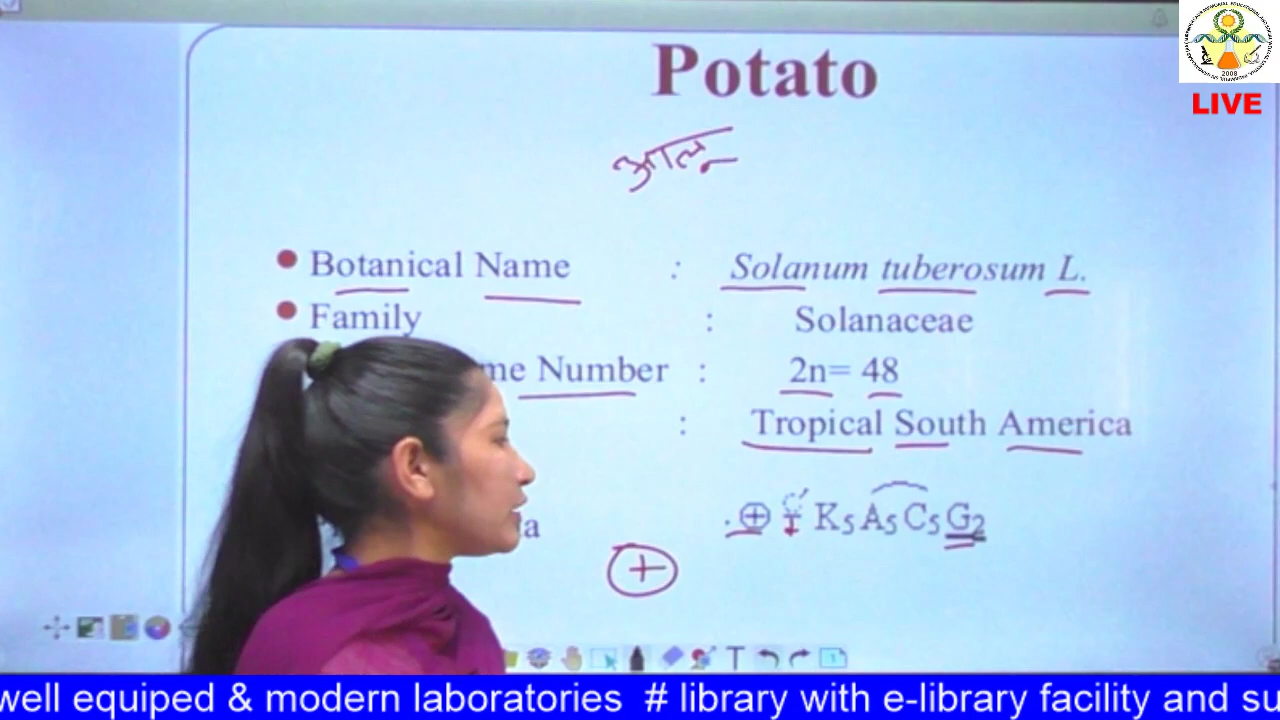 Potato
LIVE
आलू
Botanical Name : Solanum tuberosum L.
Family : Solanaceae
me Number : 2n= 48
: Tropical South America
a ⊕ K5 A5 C5 G2
well equiped & modern laboratories # library with e-library facility and su
2008